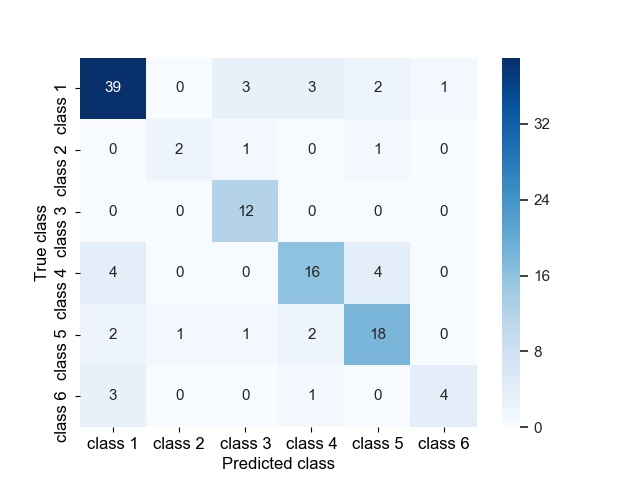 class 1
39 0 3 3 2 1
class 2
0 2 1 0 1 0
class 3
0 0 12 0 0 0
class 4
4 0 0 16 4 0
class 5
2 1 1 2 18 0
class 6
3 0 0 1 0 4
True class
class 1 class 2 class 3 class 4 class 5 class 6
Predicted class
32
24
16
8
0